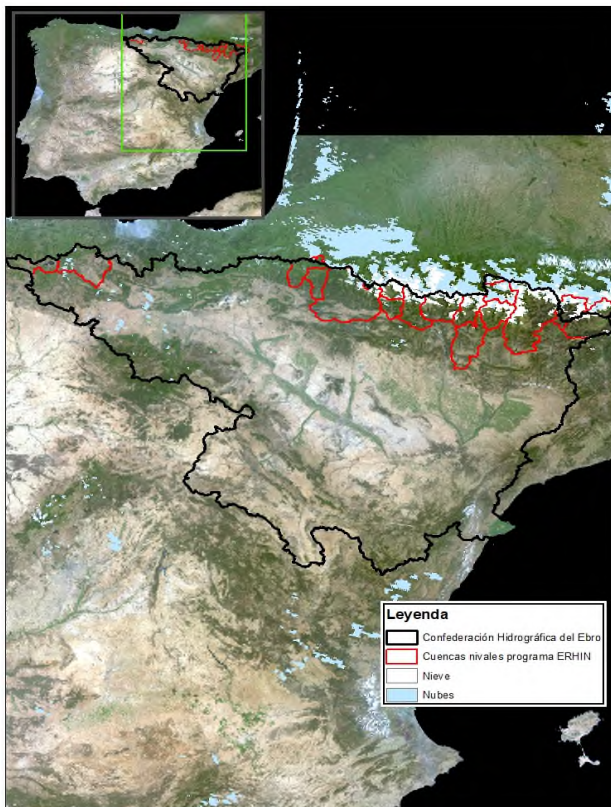 Leyenda
Confederación Hidrográfica del Ebro
Cuencas nivales programa ERHIN
Nieve
Nubes